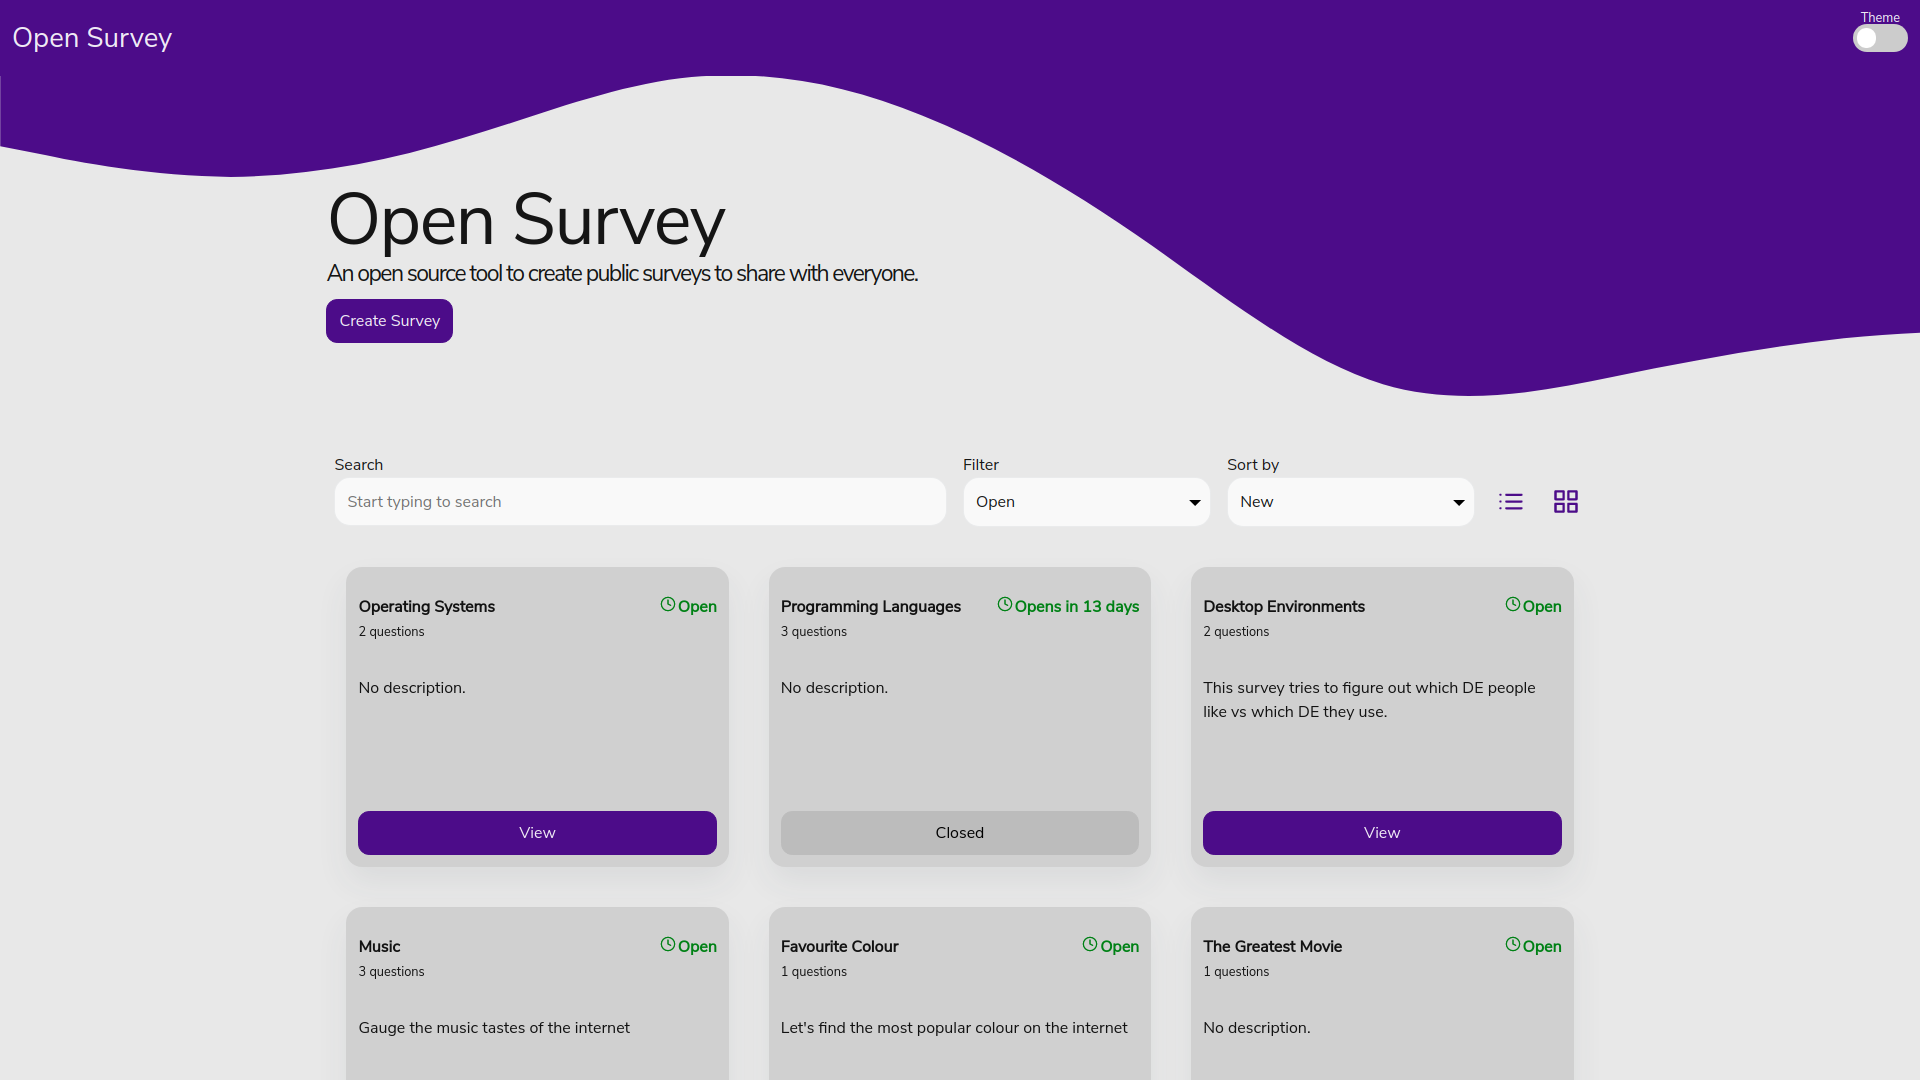 Open Survey
Theme
Open Survey
An open source tool to create public surveys to share with everyone.
Create Survey
Search
Filter
Sort by
Start typing to search
Open
New
Operating Systems
Open
2 questions
No description.
View
Programming Languages
Opens in 13 days
3 questions
No description.
Closed
Desktop Environments
Open
2 questions
This survey tries to figure out which DE people
like vs which DE they use.
View
Music
Open
3 questions
Gauge the music tastes of the internet
Favourite Colour
Open
1 questions
Let's find the most popular colour on the internet
The Greatest Movie
Open
1 questions
No description.